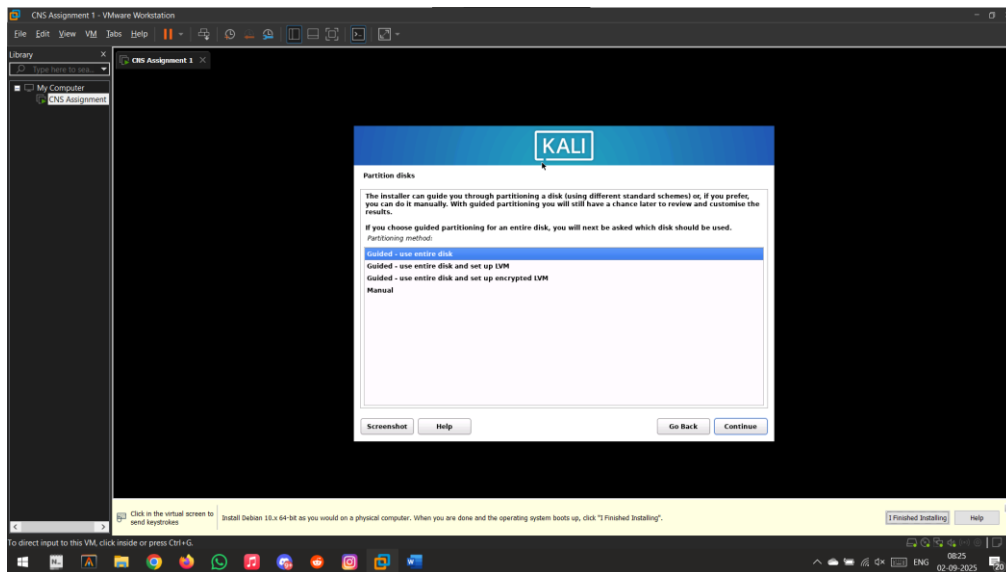 CNS Assignment 1 - VMware Workstation
File Edit View VM Tabs Help
Library X
Type here to sea...
CNS Assignment 1
My Computer
CNS Assignment
KALI
Partition disks
The installer can guide you through partitioning a disk (using different standard schemes) or, if you prefer,
you can do it manually. With guided partitioning you will still have a chance later to review and customise the
results.
If you choose guided partitioning for an entire disk, you will next be asked which disk should be used.
Partitioning method:
Guided - use entire disk
Guided - use entire disk and set up LVM
Guided - use entire disk and set up encrypted LVM
Manual
Screenshot Help Go Back Continue
Click in the virtual screen to
send keystrokes
Install Debian 10.x 64-bit as you would on a physical computer. When you are done and the operating system boots up, click "I Finished Installing".
I Finished Installing Help
To direct input to this VM, click inside or press Ctrl+G.
ENG
08:25
02-09-2025